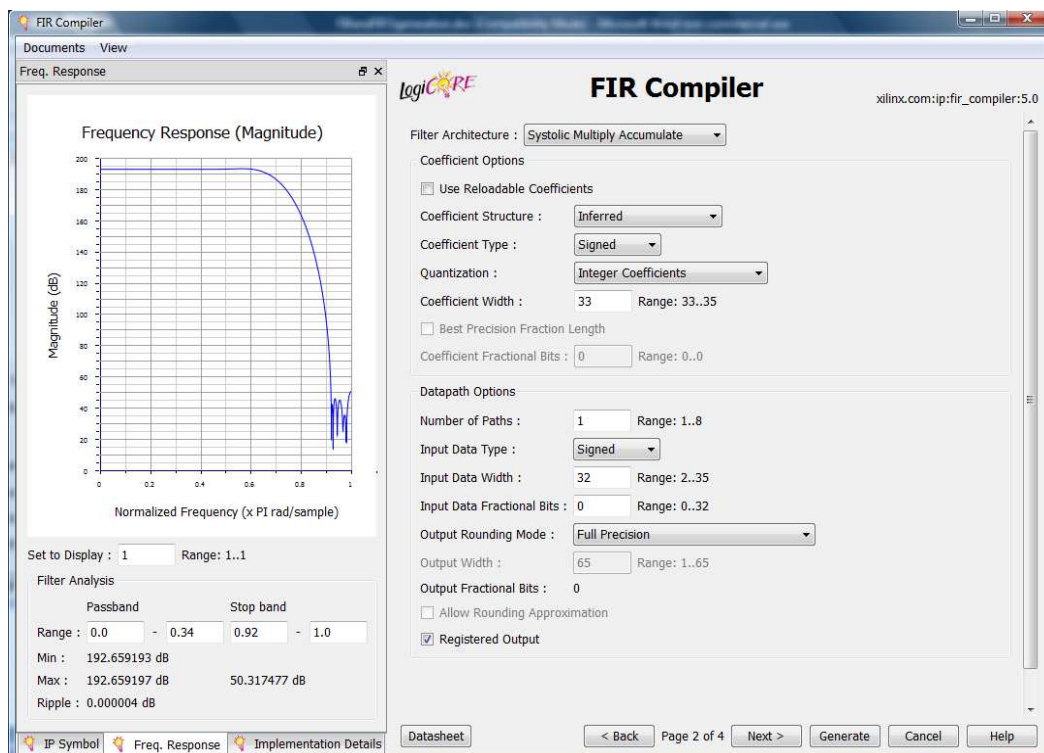 FIR Compiler
Documents View
Freq. Response
Frequency Response (Magnitude)
200
180
160
140
120
100
80
60
40
20
0
Magnitude (dB)
0 0.2 0.4 0.6 0.8 1
Normalized Frequency (x PI rad/sample)
Set to Display : 1 Range: 1..1
Filter Analysis
Passband Stop band
Range : 0.0 - 0.34 0.92 - 1.0
Min : 192.659193 dB
Max : 192.659197 dB 50.317477 dB
Ripple : 0.000004 dB
IP Symbol Freq. Response Implementation Details
LogiCORE
FIR Compiler
xilinx.com:ip:fir_compiler:5.0
Filter Architecture : Systolic Multiply Accumulate
Coefficient Options
Use Reloadable Coefficients
Coefficient Structure : Inferred
Coefficient Type : Signed
Quantization : Integer Coefficients
Coefficient Width : 33 Range: 33..35
Best Precision Fraction Length
Coefficient Fractional Bits : 0 Range: 0..0
Datapath Options
Number of Paths : 1 Range: 1..8
Input Data Type : Signed
Input Data Width : 32 Range: 2..35
Input Data Fractional Bits : 0 Range: 0..32
Output Rounding Mode : Full Precision
Output Width : 65 Range: 1..65
Output Fractional Bits : 0
Allow Rounding Approximation
Registered Output
Datasheet < Back Page 2 of 4 Next > Generate Cancel Help